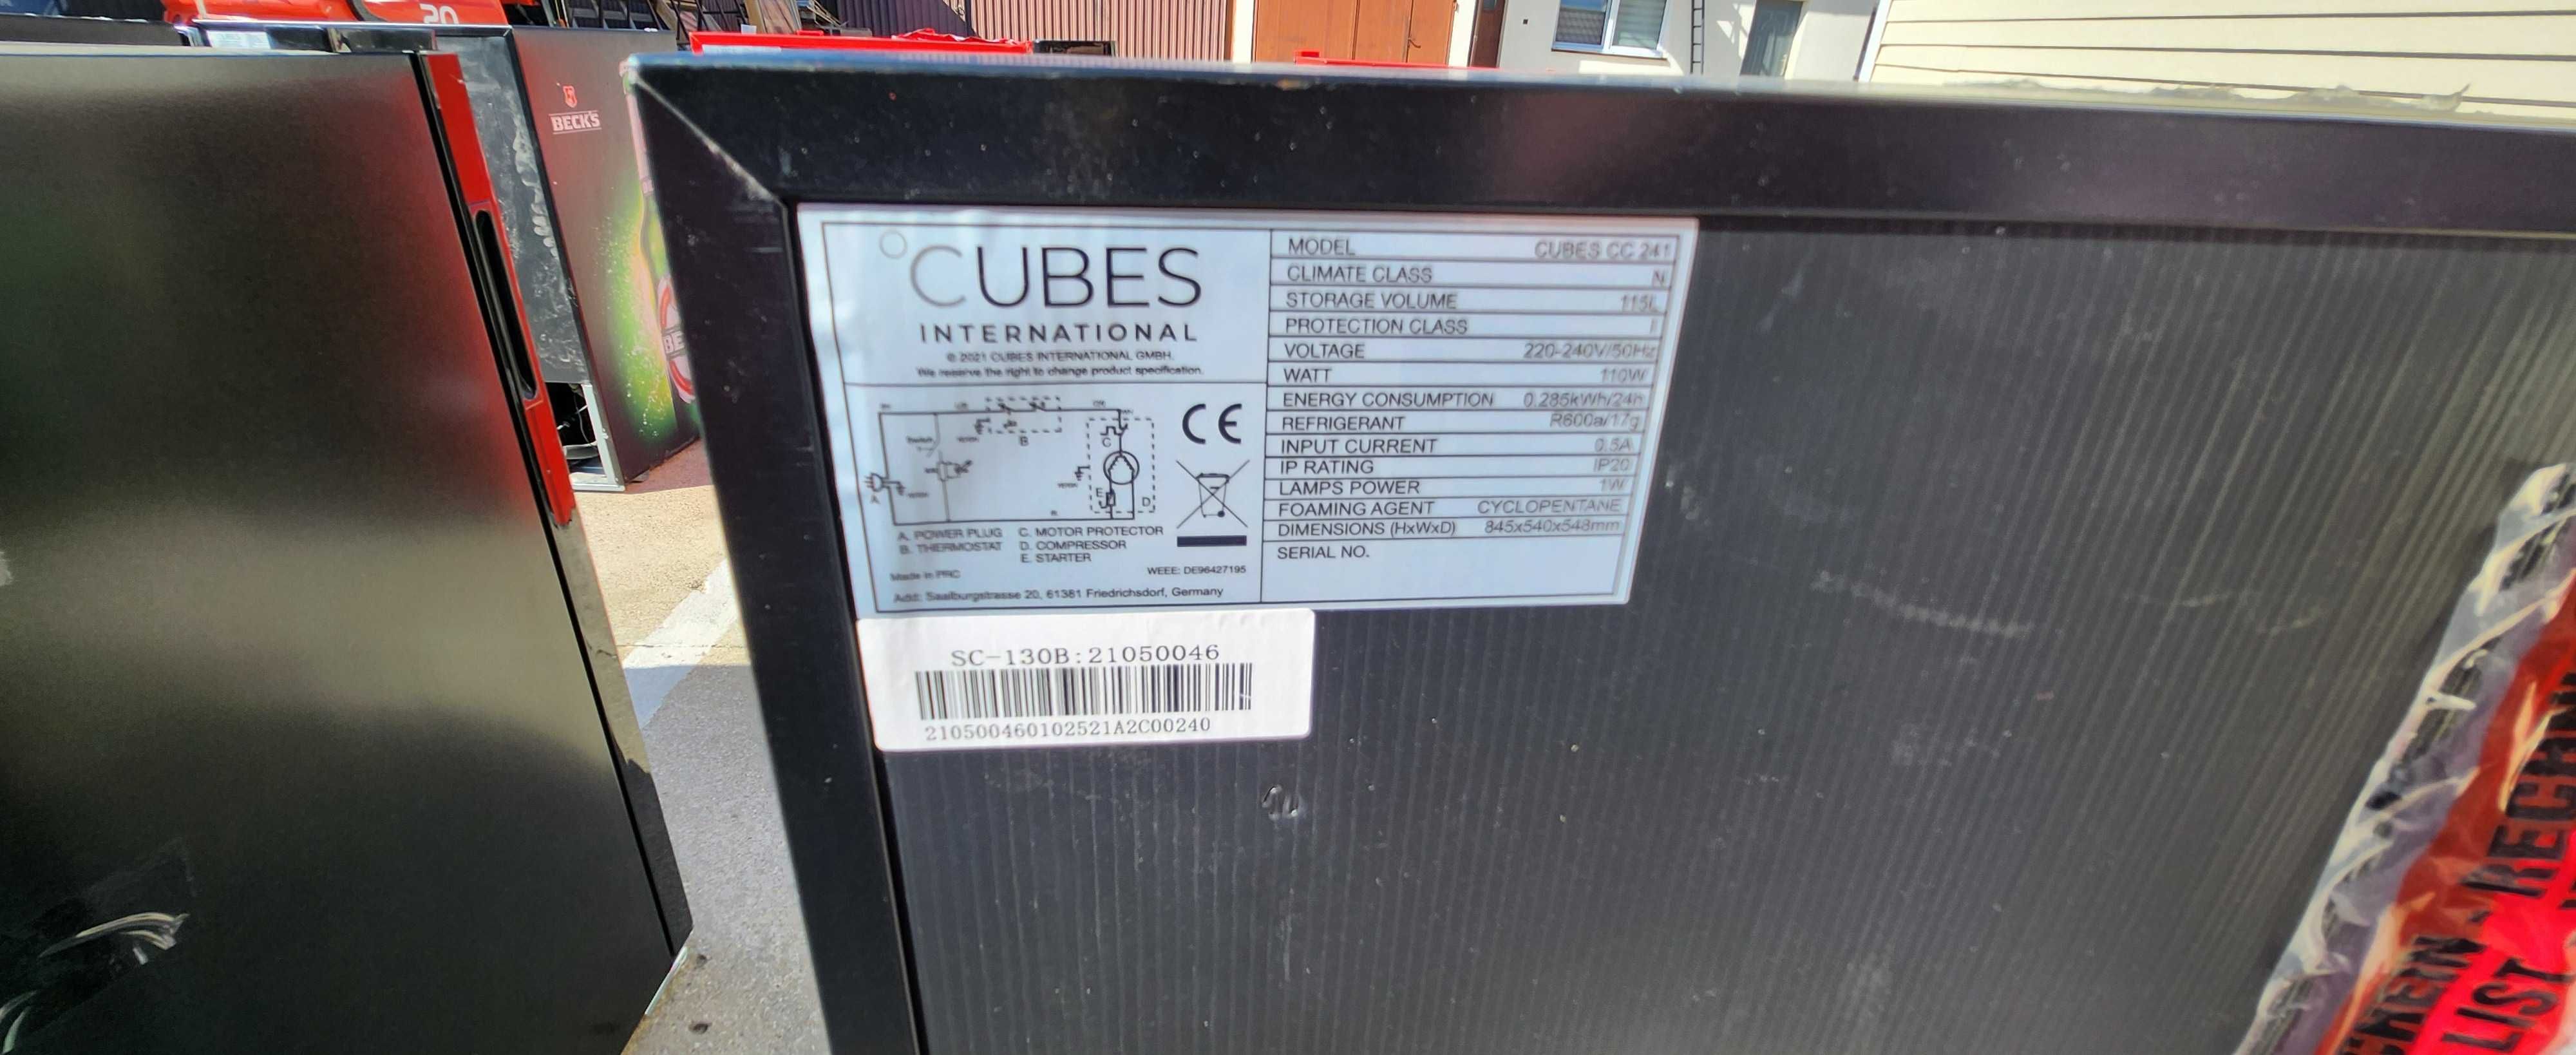 20
BECK'S
°CUBES
INTERNATIONAL
© 2021 CUBES INTERNATIONAL GMBH.
We reserve the right to change product specification.
MODEL CUBES CC 241
CLIMATE CLASS N
STORAGE VOLUME 115L
PROTECTION CLASS I
VOLTAGE 220-240V/50Hz
WATT 110W
ENERGY CONSUMPTION 0.285kWh/24h
REFRIGERANT R600a/17g
INPUT CURRENT 0.5A
IP RATING IP20
LAMPS POWER 1W
FOAMING AGENT CYCLOPENTANE
DIMENSIONS (HxWxD) 845x540x548mm
SERIAL NO.
B
C
CE
A
E
D
A. POWER PLUG C. MOTOR PROTECTOR
B. THERMOSTAT D. COMPRESSOR
E. STARTER
Made in PRC WEEE: DE96427195
Add: Saalburgstrasse 20, 61381 Friedrichsdorf, Germany
SC-130B:21050046
210500460102521A2C00240
LIST